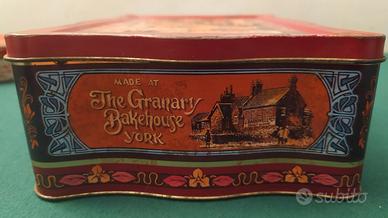 MADE AT
The Granary
Bakehouse
YORK
subito